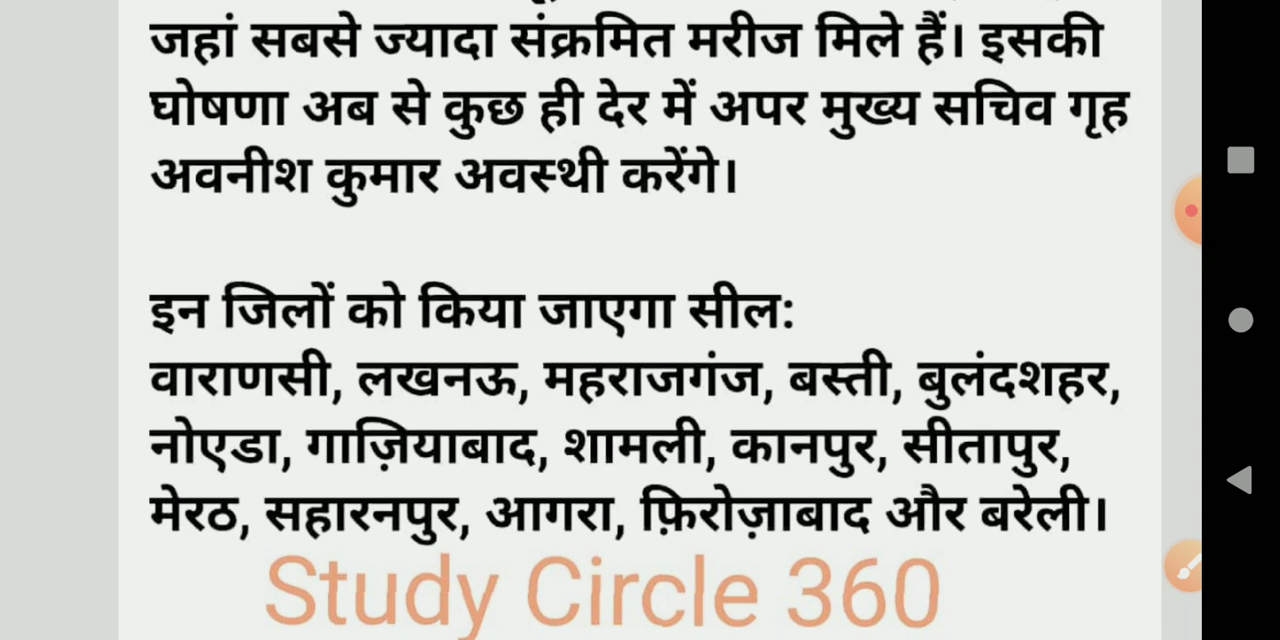 जहां सबसे ज्यादा संक्रमित मरीज मिले हैं। इसकी
घोषणा अब से कुछ ही देर में अपर मुख्य सचिव गृह
अवनीश कुमार अवस्थी करेंगे।
इन जिलों को किया जाएगा सील:
वाराणसी, लखनऊ, महराजगंज, बस्ती, बुलंदशहर,
नोएडा, गाज़ियाबाद, शामली, कानपुर, सीतापुर,
मेरठ, सहारनपुर, आगरा, फ़िरोज़ाबाद और बरेली।
Study Circle 360